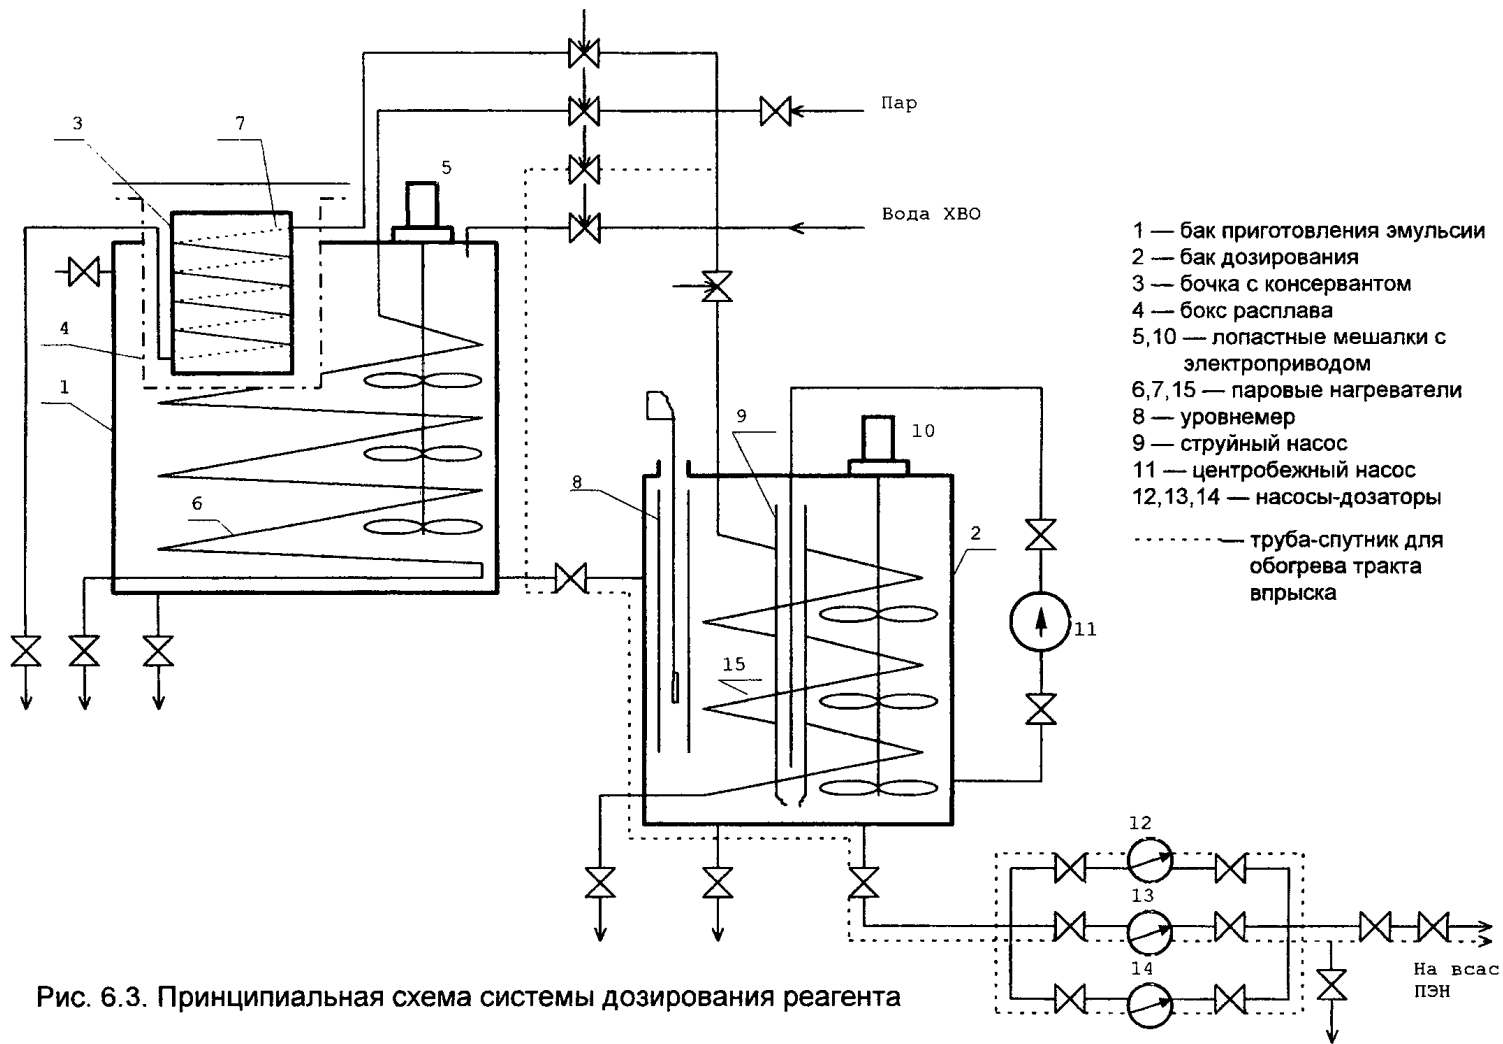 Пар
3
7
5
Вода ХВО
4
1
6
1 — бак приготовления эмульсии
2 — бак дозирования
3 — бочка с консервантом
4 — бокс расплава
5,10 — лопастные мешалки с
электроприводом
6,7,15 — паровые нагреватели
8 — уровнемер
9 — струйный насос
11 — центробежный насос
12,13,14 — насосы-дозаторы
— труба-спутник для
обогрева тракта
впрыска
9
10
8
2
11
15
12
13
14
На всас
ПЭН
Рис. 6.3. Принципиальная схема системы дозирования реагента